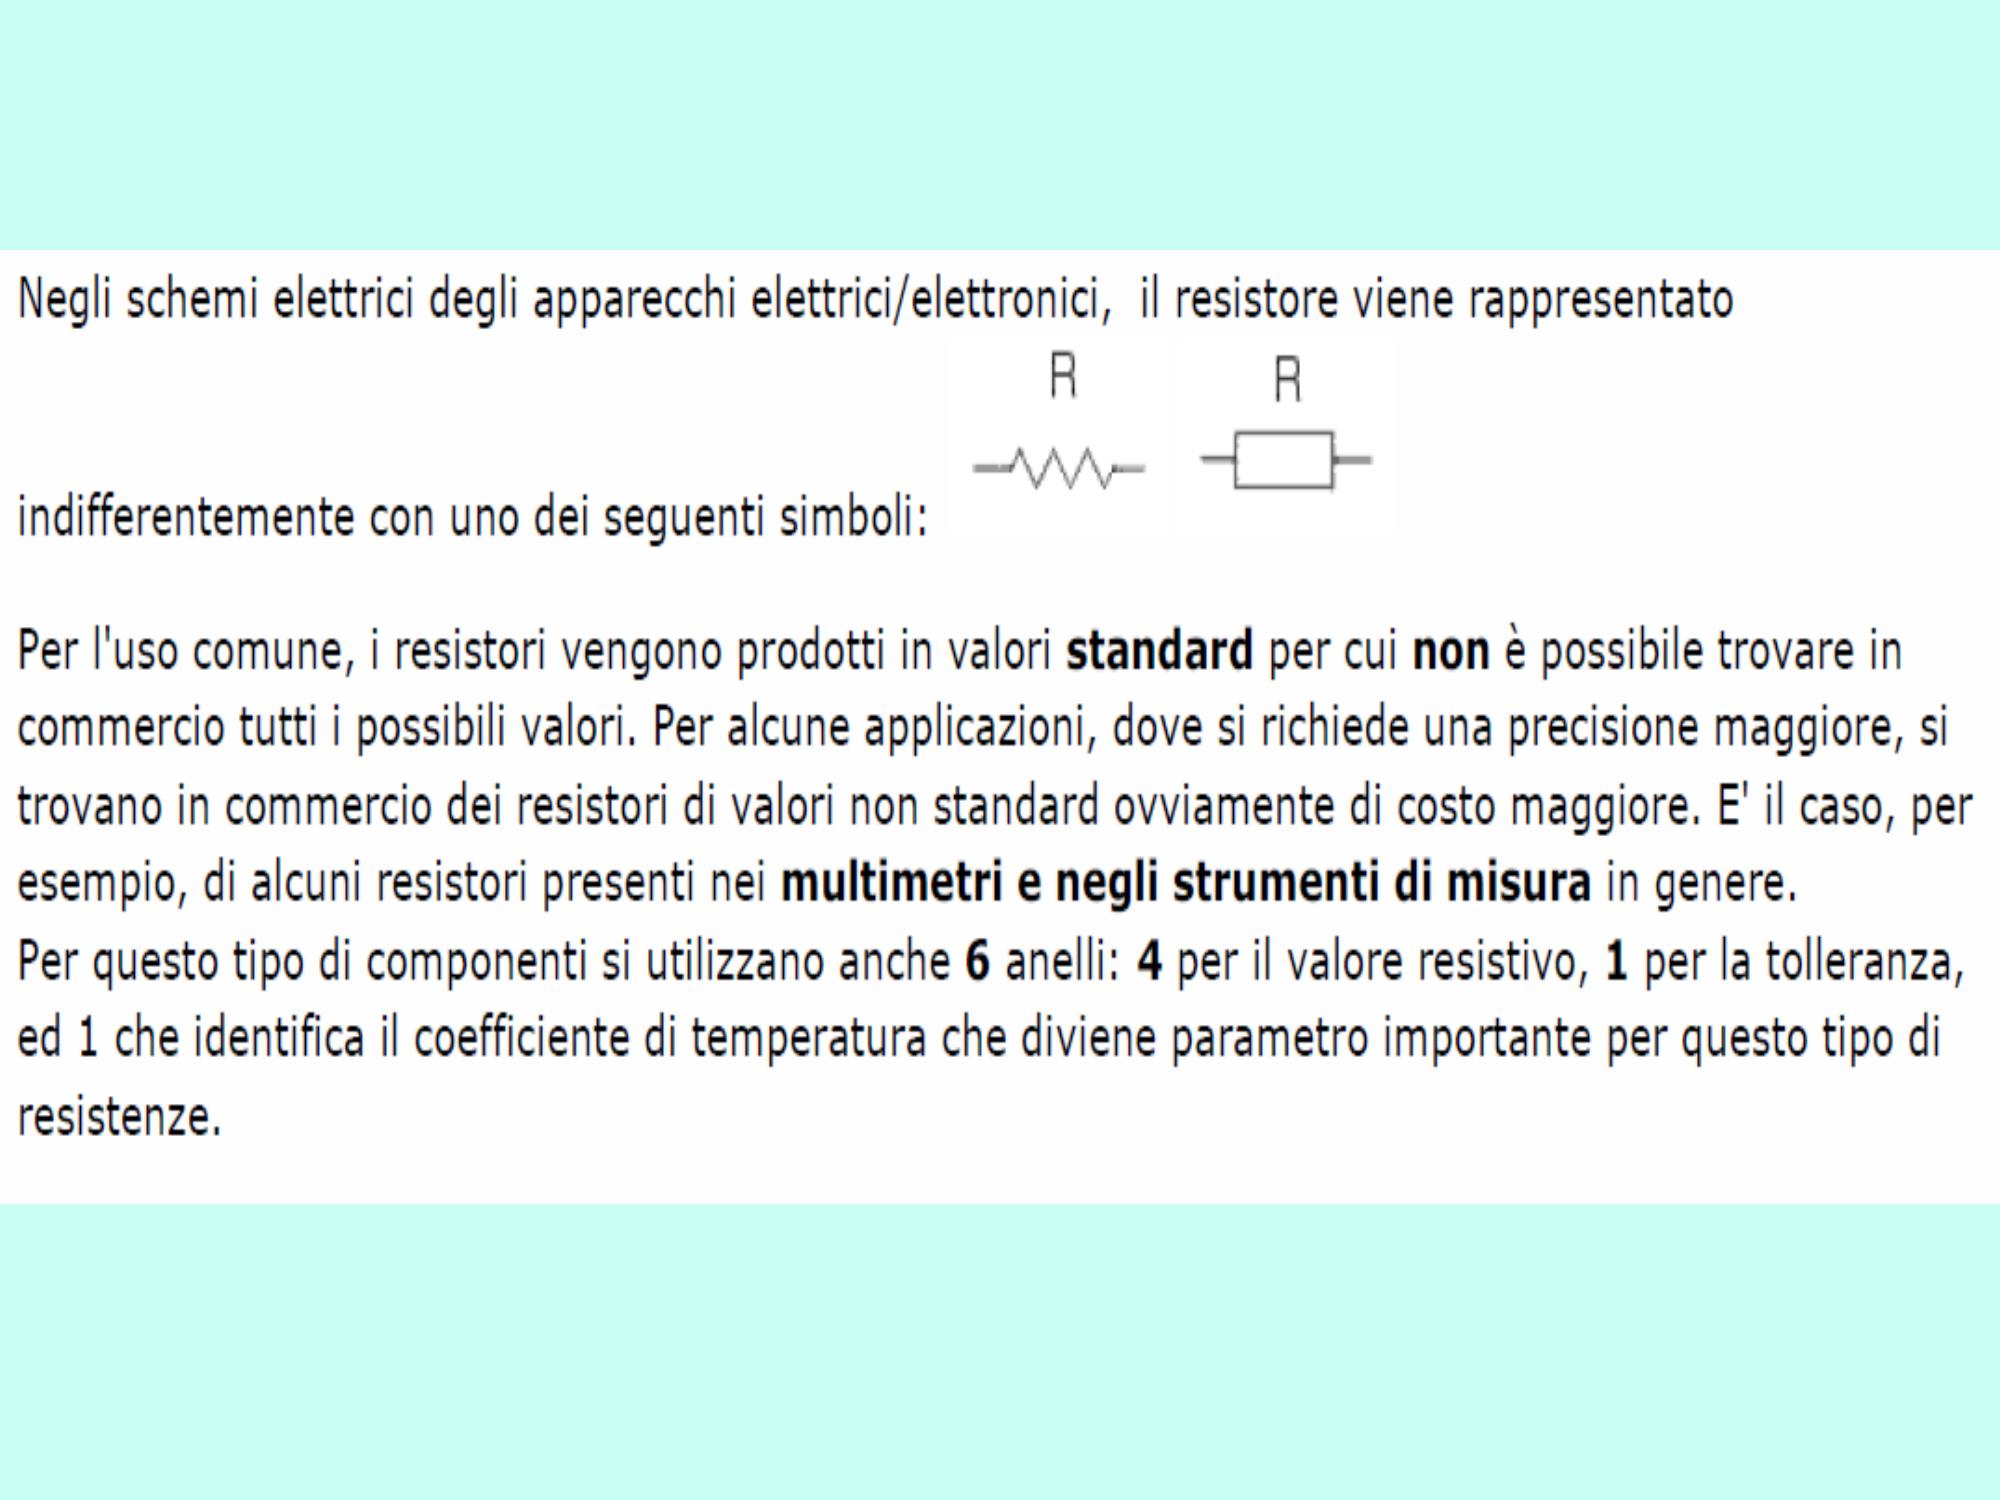 Negli schemi elettrici degli apparecchi elettrici/elettronici, il resistore viene rappresentato
R R
indifferentemente con uno dei seguenti simboli:
Per l'uso comune, i resistori vengono prodotti in valori standard per cui non è possibile trovare in
commercio tutti i possibili valori. Per alcune applicazioni, dove si richiede una precisione maggiore, si
trovano in commercio dei resistori di valori non standard ovviamente di costo maggiore. E' il caso, per
esempio, di alcuni resistori presenti nei multimetri e negli strumenti di misura in genere.
Per questo tipo di componenti si utilizzano anche 6 anelli: 4 per il valore resistivo, 1 per la tolleranza,
ed 1 che identifica il coefficiente di temperatura che diviene parametro importante per questo tipo di
resistenze.